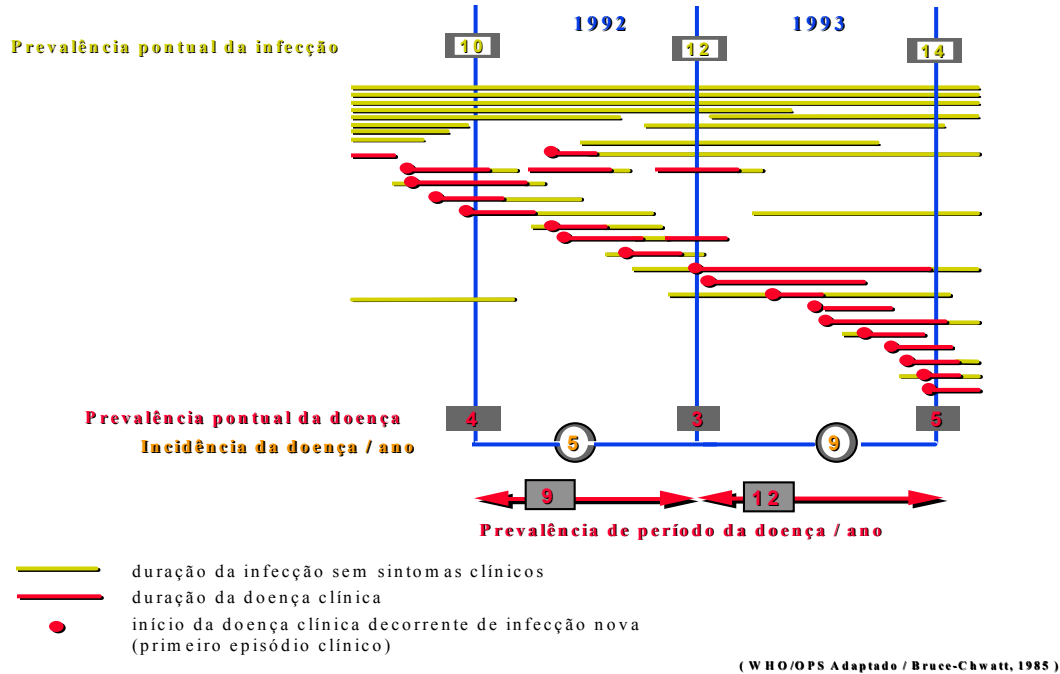 1992 1993
Prevalência pontual da infecção 10 12 14
Prevalência pontual da doença 4 3 5
Incidência da doença / ano 5 9
9 12
Prevalência de período da doença / ano
duração da infecção sem sintomas clínicos
duração da doença clínica
início da doença clínica decorrente de infecção nova
(primeiro episódio clínico)
( WHO/OPS Adaptado / Bruce-Chwatt, 1985 )